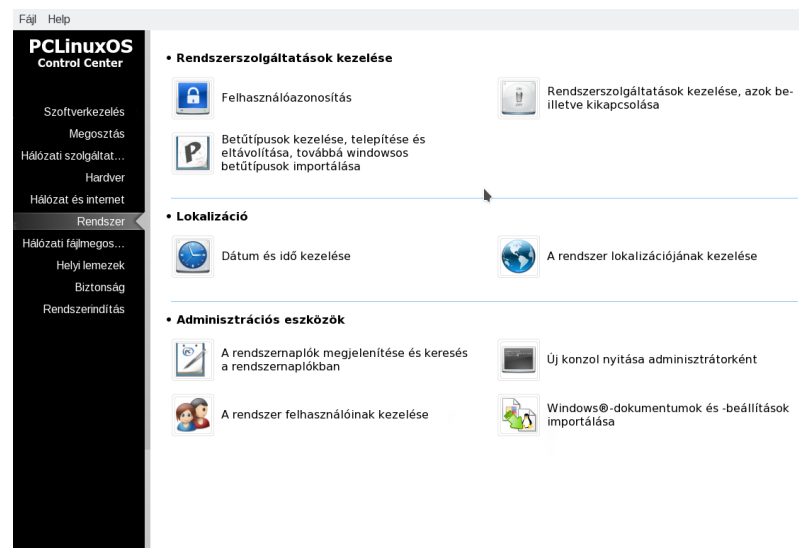 Fájl Help
PCLinuxOS
Control Center
Szoftverkezelés
Megosztás
Hálózati szolgáltat...
Hardver
Hálózat és internet
Rendszer
Hálózati fájlmegos...
Helyi lemezek
Biztonság
Rendszerindítás
• Rendszerszolgáltatások kezelése
Felhasználóazonosítás
Rendszerszolgáltatások kezelése, azok be-
illetve kikapcsolása
Betűtípusok kezelése, telepítése és
eltávolítása, továbbá windowsos
betűtípusok importálása
• Lokalizáció
Dátum és idő kezelése
A rendszer lokalizációjának kezelése
• Adminisztrációs eszközök
A rendszernaplók megjelenítése és keresés
a rendszernaplókban
Új konzol nyitása adminisztrátorként
A rendszer felhasználóinak kezelése
Windows®-dokumentumok és -beállítások
importálása